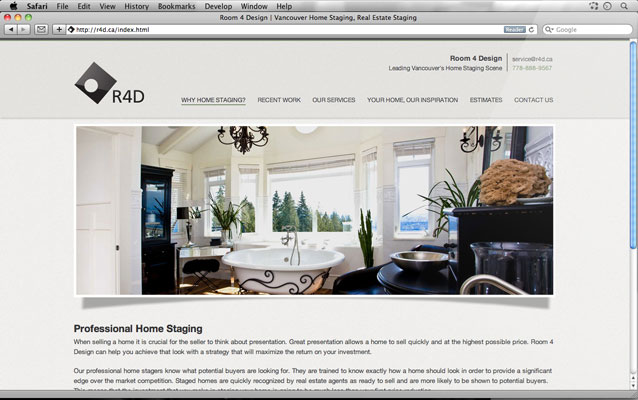 Safari File Edit View History Bookmarks Develop Window Help
Room 4 Design | Vancouver Home Staging, Real Estate Staging
http://r4d.ca/index.html Reader Google
Room 4 Design service@r4d.ca
Leading Vancouver's Home Staging Scene 778-888-9567
R4D
WHY HOME STAGING? RECENT WORK OUR SERVICES YOUR HOME, OUR INSPIRATION ESTIMATES CONTACT US
Professional Home Staging
When selling a home it is crucial for the seller to think about presentation. Great presentation allows a home to sell quickly and at the highest possible price. Room 4
Design can help you achieve that look with a strategy that will maximize the return on your investment.
Our professional home stagers know what potential buyers are looking for. They are trained to know exactly how a home should look in order to provide a significant
edge over the market competition. Staged homes are quickly recognized by real estate agents as ready to sell and are more likely to be shown to potential buyers.